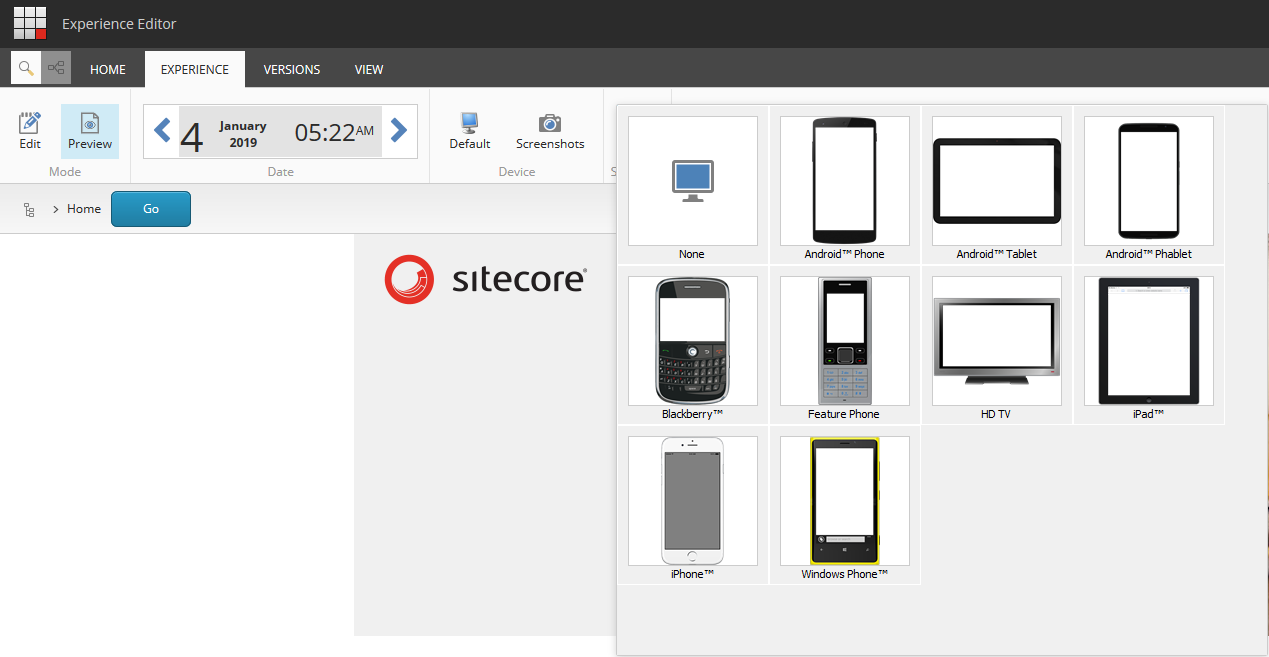 Experience Editor
HOME EXPERIENCE VERSIONS VIEW
Edit Preview
Mode
4 January 2019 05:22AM
Date
Default Screenshots
Device
S
> Home Go
sitecore®
None Android™ Phone Android™ Tablet Android™ Phablet
Blackberry™ Feature Phone HD TV iPad™
iPhone™ Windows Phone™